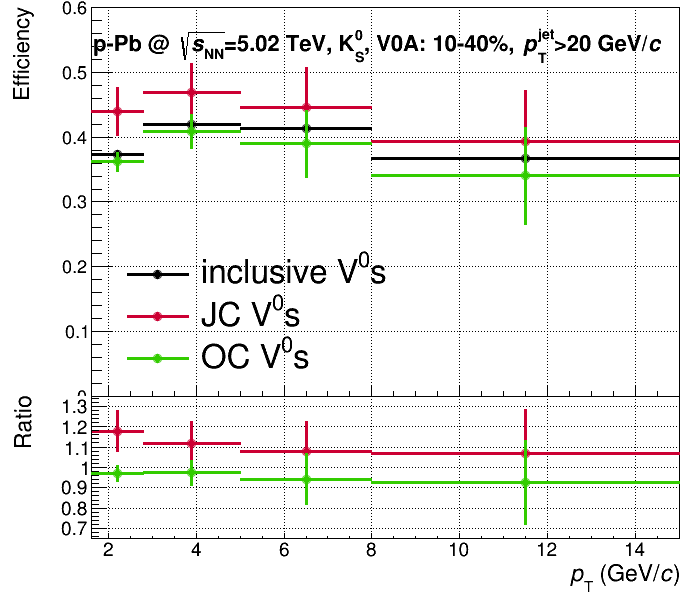 Efficiency
0.6
p-Pb @ √sNN=5.02 TeV, K0S, V0A: 10-40%, pTjet>20 GeV/c
0.5
0.4
0.3
0.2
inclusive V0s
JC V0s
0.1
OC V0s
Ratio
1.3
1.2
1.1
1
0.9
0.8
0.7
2 4 6 8 10 12 14
pT (GeV/c)